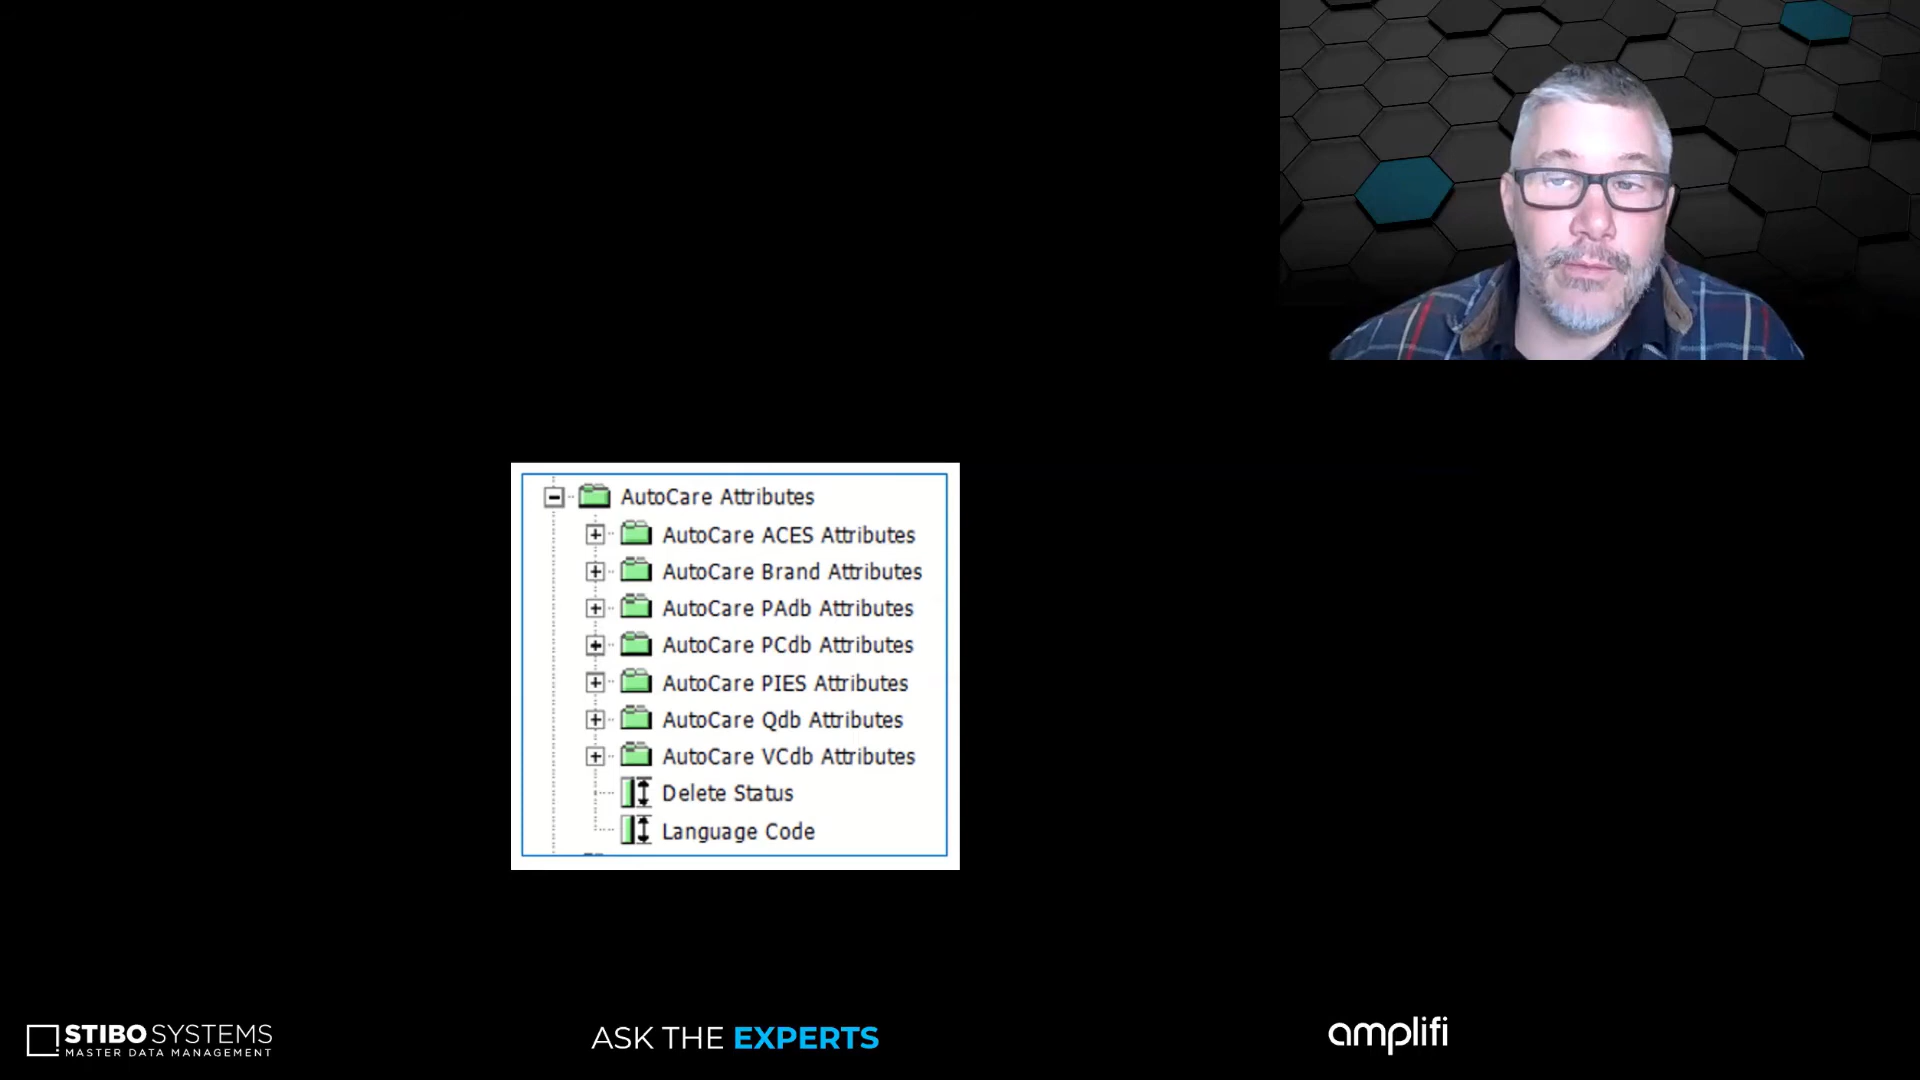 AutoCare Attributes
AutoCare ACES Attributes
AutoCare Brand Attributes
AutoCare PAdb Attributes
AutoCare PCdb Attributes
AutoCare PIES Attributes
AutoCare Qdb Attributes
AutoCare VCdb Attributes
Delete Status
Language Code
STIBO SYSTEMS
MASTER DATA MANAGEMENT
ASK THE EXPERTS
amplifi